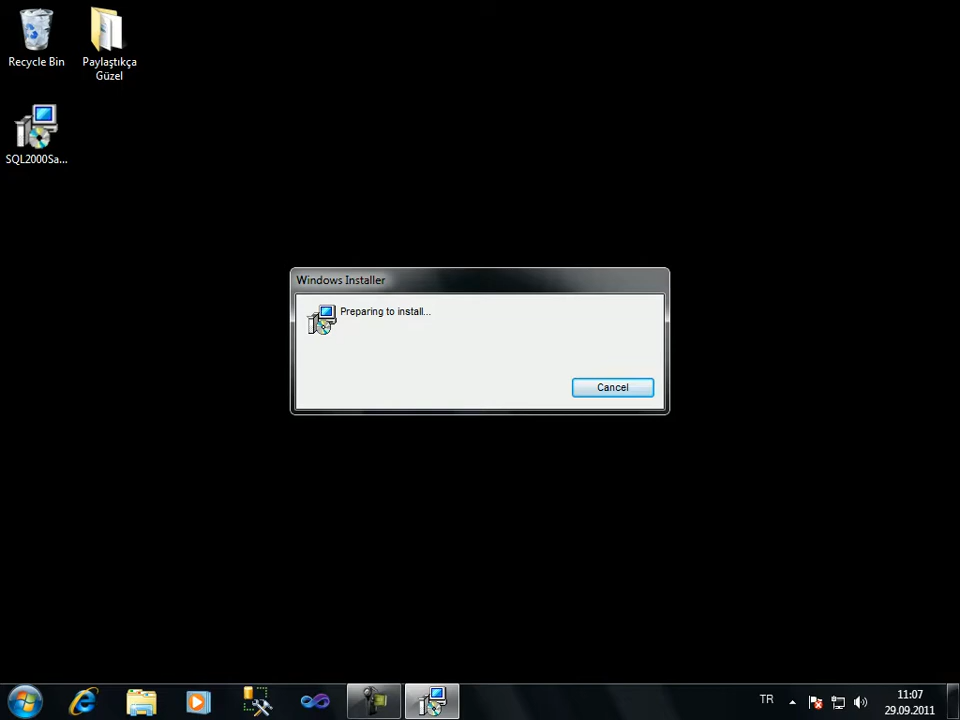 Recycle Bin
Paylaştıkça
Güzel
SQL2000Sa...
Windows Installer
Preparing to install...
Cancel
TR
11:07
29.09.2011